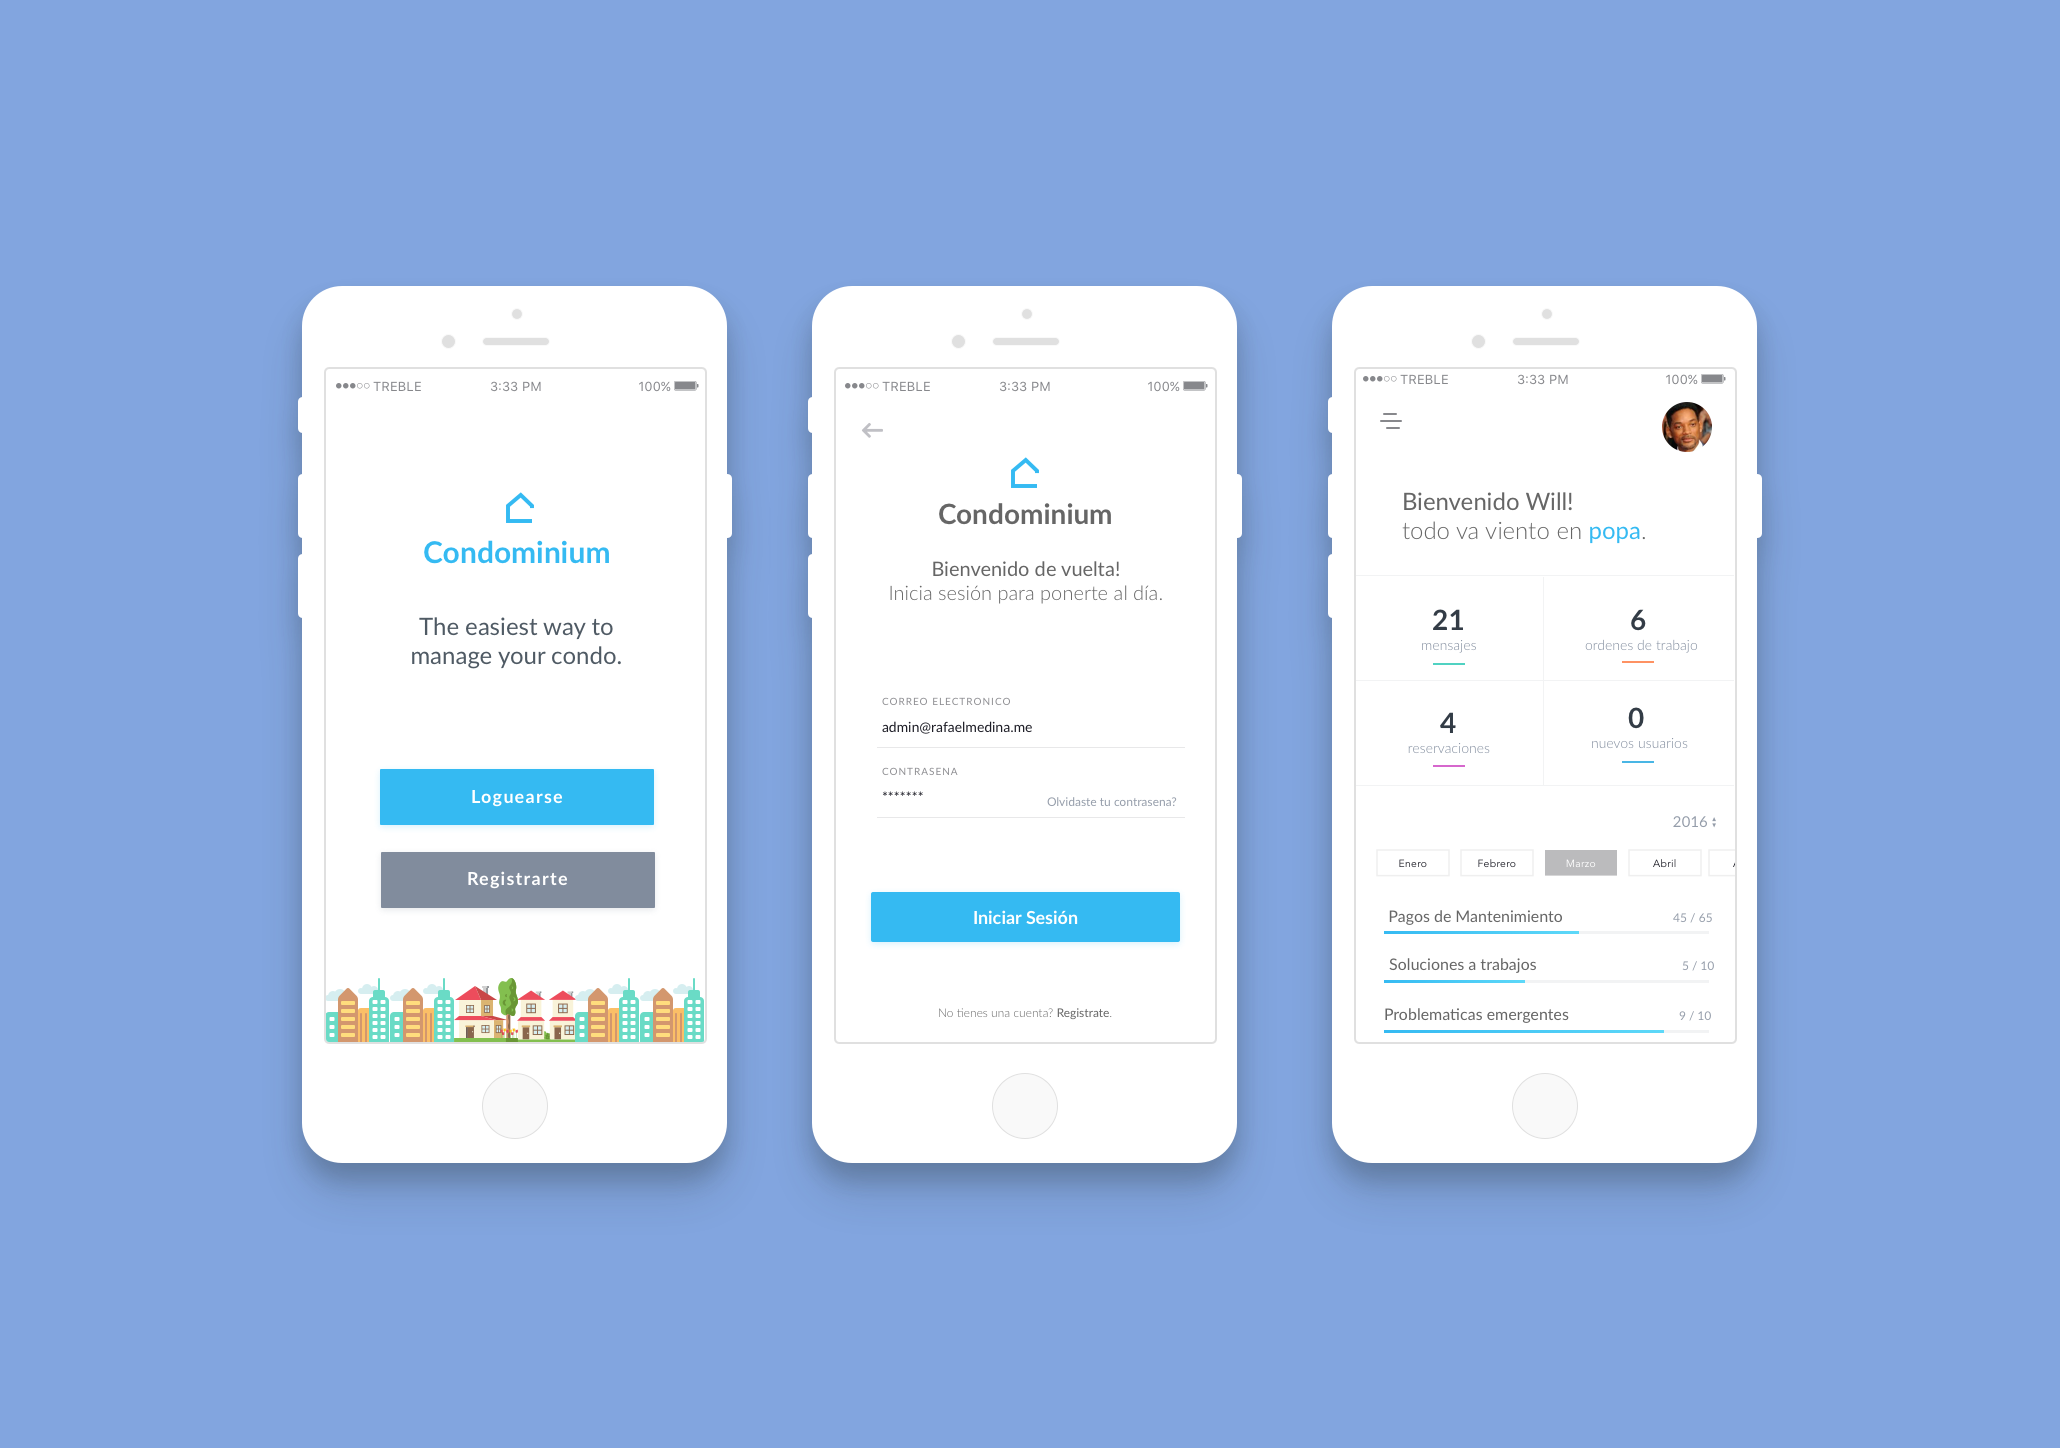 TREBLE 3:33 PM 100%
Condominium
The easiest way to
manage your condo.
Loguearse
Registrarte
TREBLE 3:33 PM 100%
Condominium
Bienvenido de vuelta!
Inicia sesión para ponerte al día.
CORREO ELECTRONICO
admin@rafaelmedina.me
CONTRASENA
*******
Olvidaste tu contrasena?
Iniciar Sesión
No tienes una cuenta? Registrate.
TREBLE 3:33 PM 100%
Bienvenido Will!
todo va viento en popa.
21
mensajes
6
ordenes de trabajo
4
reservaciones
0
nuevos usuarios
2016
Enero Febrero Marzo Abril
Pagos de Mantenimiento 45 / 65
Soluciones a trabajos 5 / 10
Problematicas emergentes 9 / 10